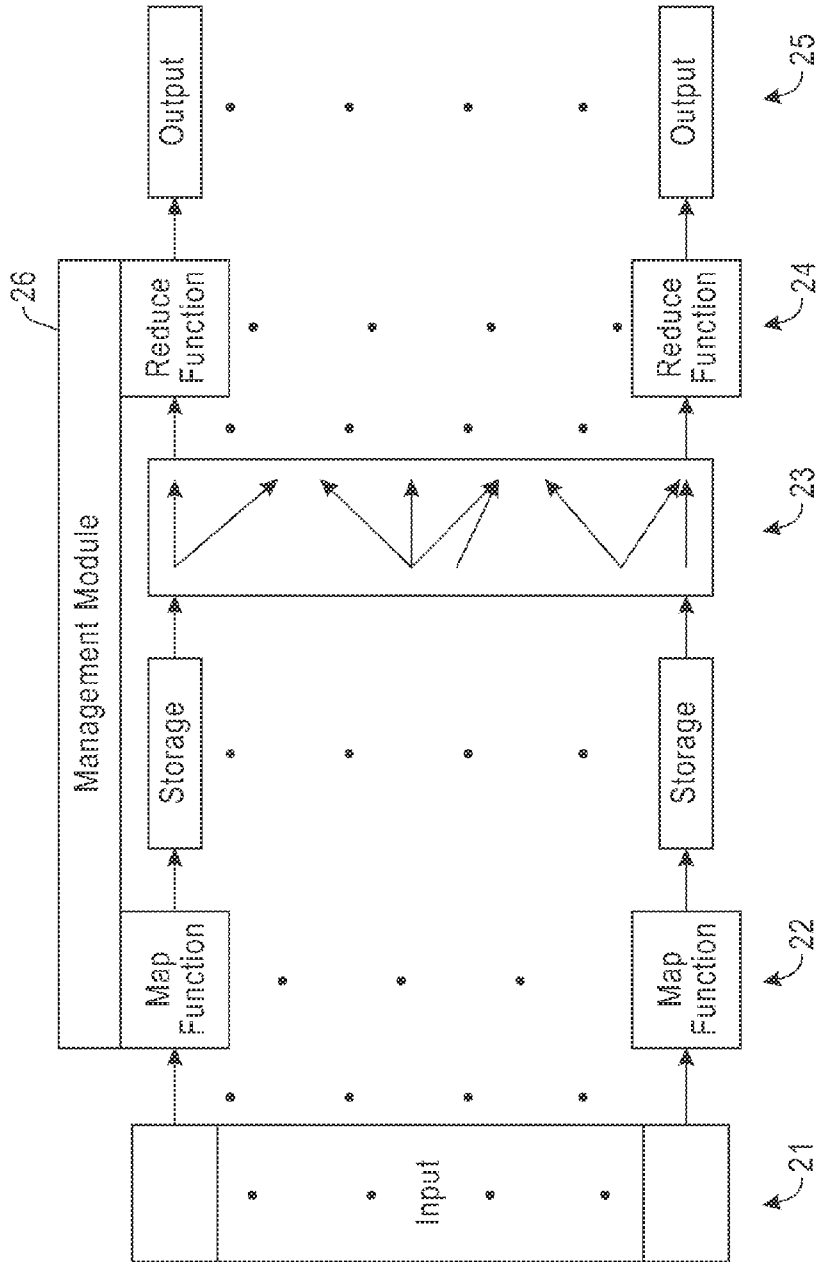 26
Management Module
Input
Map
Function
Storage
Reduce
Function
Output
Map
Function
Storage
Reduce
Function
Output
21
22
23
24
25